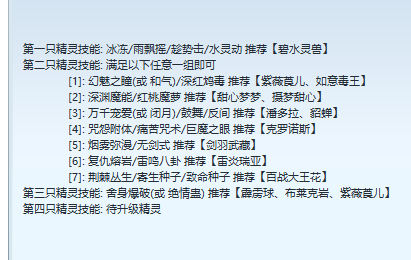 第一只精灵技能: 冰冻/雨飘摇/趁势击/水灵动 推荐【碧水灵兽】
第二只精灵技能: 满足以下任意一组即可
[1]: 幻魅之瞳(或 和气)/深红鸩毒 推荐【紫薇莨儿、如意毒王】
[2]: 深渊魔能/红桃魔萝 推荐【甜心梦梦、摄梦甜心】
[3]: 万千宠爱(或 闭月)/鼓舞/反间 推荐【潘多拉、貂蝉】
[4]: 咒怨附体/痛苦咒术/巨魔之眼 推荐【克罗诺斯】
[5]: 烟雾弥漫/无剑式 推荐【剑羽武藏】
[6]: 复仇熔岩/雷鸣八卦 推荐【雷炎瑞亚】
[7]: 荆棘丛生/寄生种子/致命种子 推荐【百战大王花】
第三只精灵技能: 舍身爆破(或 绝情蛊) 推荐【霹雳球、布莱克岩、紫薇莨儿】
第四只精灵技能: 待升级精灵